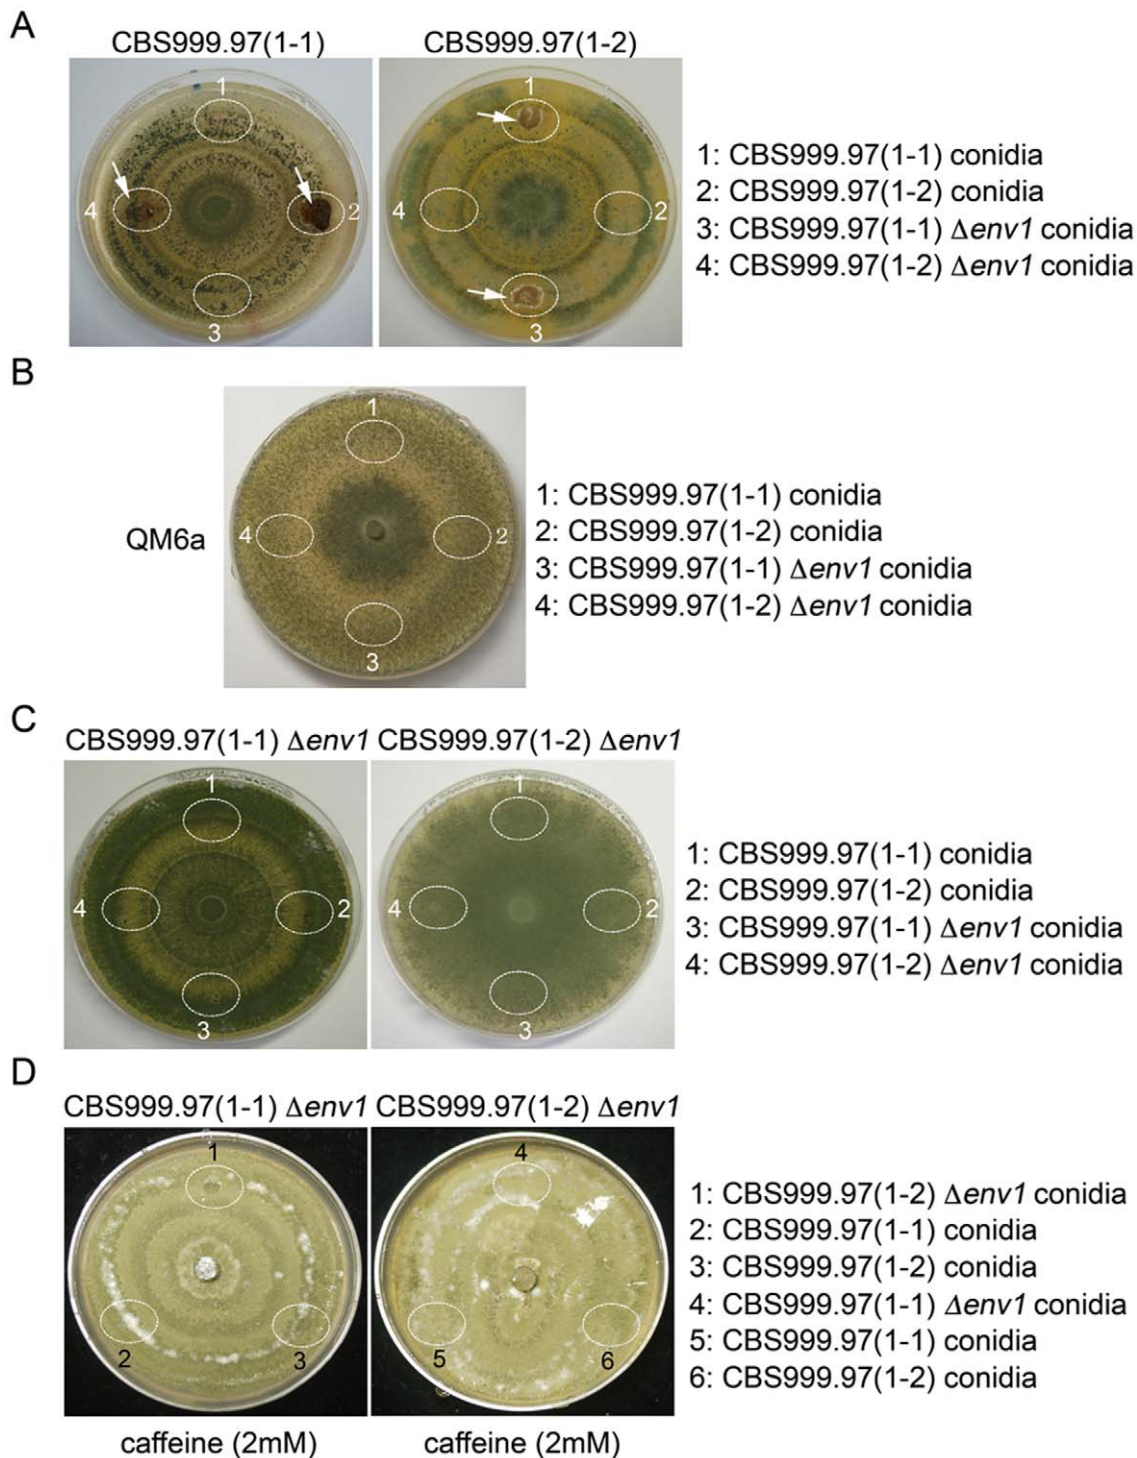 A
CBS999.97(1-1) CBS999.97(1-2)
1 1
4 2 4 2
3 3
1: CBS999.97(1-1) conidia
2: CBS999.97(1-2) conidia
3: CBS999.97(1-1) Δenv1 conidia
4: CBS999.97(1-2) Δenv1 conidia
B
QM6a
1
4 2
3
1: CBS999.97(1-1) conidia
2: CBS999.97(1-2) conidia
3: CBS999.97(1-1) Δenv1 conidia
4: CBS999.97(1-2) Δenv1 conidia
C
CBS999.97(1-1) Δenv1 CBS999.97(1-2) Δenv1
1 1
4 2 4 2
3 3
1: CBS999.97(1-1) conidia
2: CBS999.97(1-2) conidia
3: CBS999.97(1-1) Δenv1 conidia
4: CBS999.97(1-2) Δenv1 conidia
D
CBS999.97(1-1) Δenv1 CBS999.97(1-2) Δenv1
1 4
2 3 5 6
1: CBS999.97(1-2) Δenv1 conidia
2: CBS999.97(1-1) conidia
3: CBS999.97(1-2) conidia
4: CBS999.97(1-1) Δenv1 conidia
5: CBS999.97(1-1) conidia
6: CBS999.97(1-2) conidia
caffeine (2mM) caffeine (2mM)